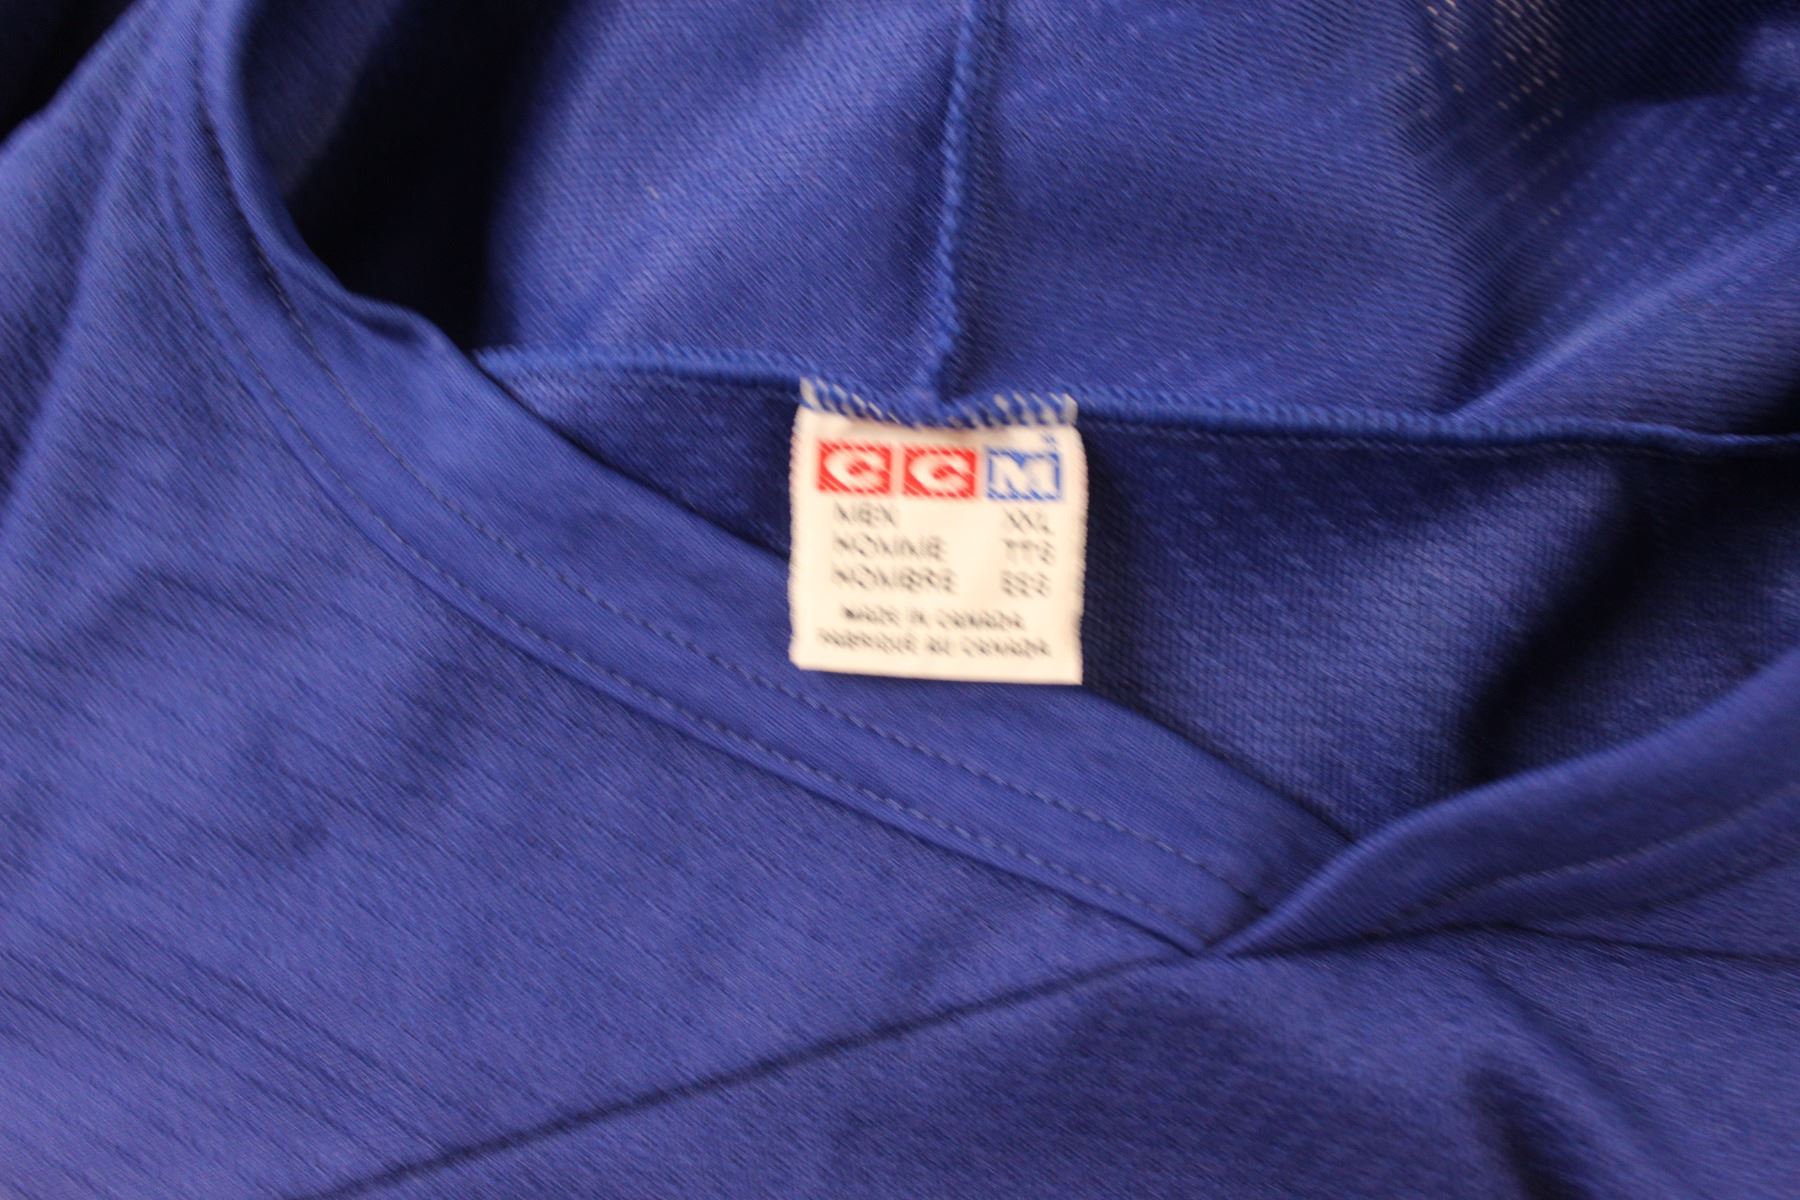 CCM
MEN XXL
HOMME TTG
HOMBRE EEG
MADE IN CANADA
FABRIQUÉ AU CANADA